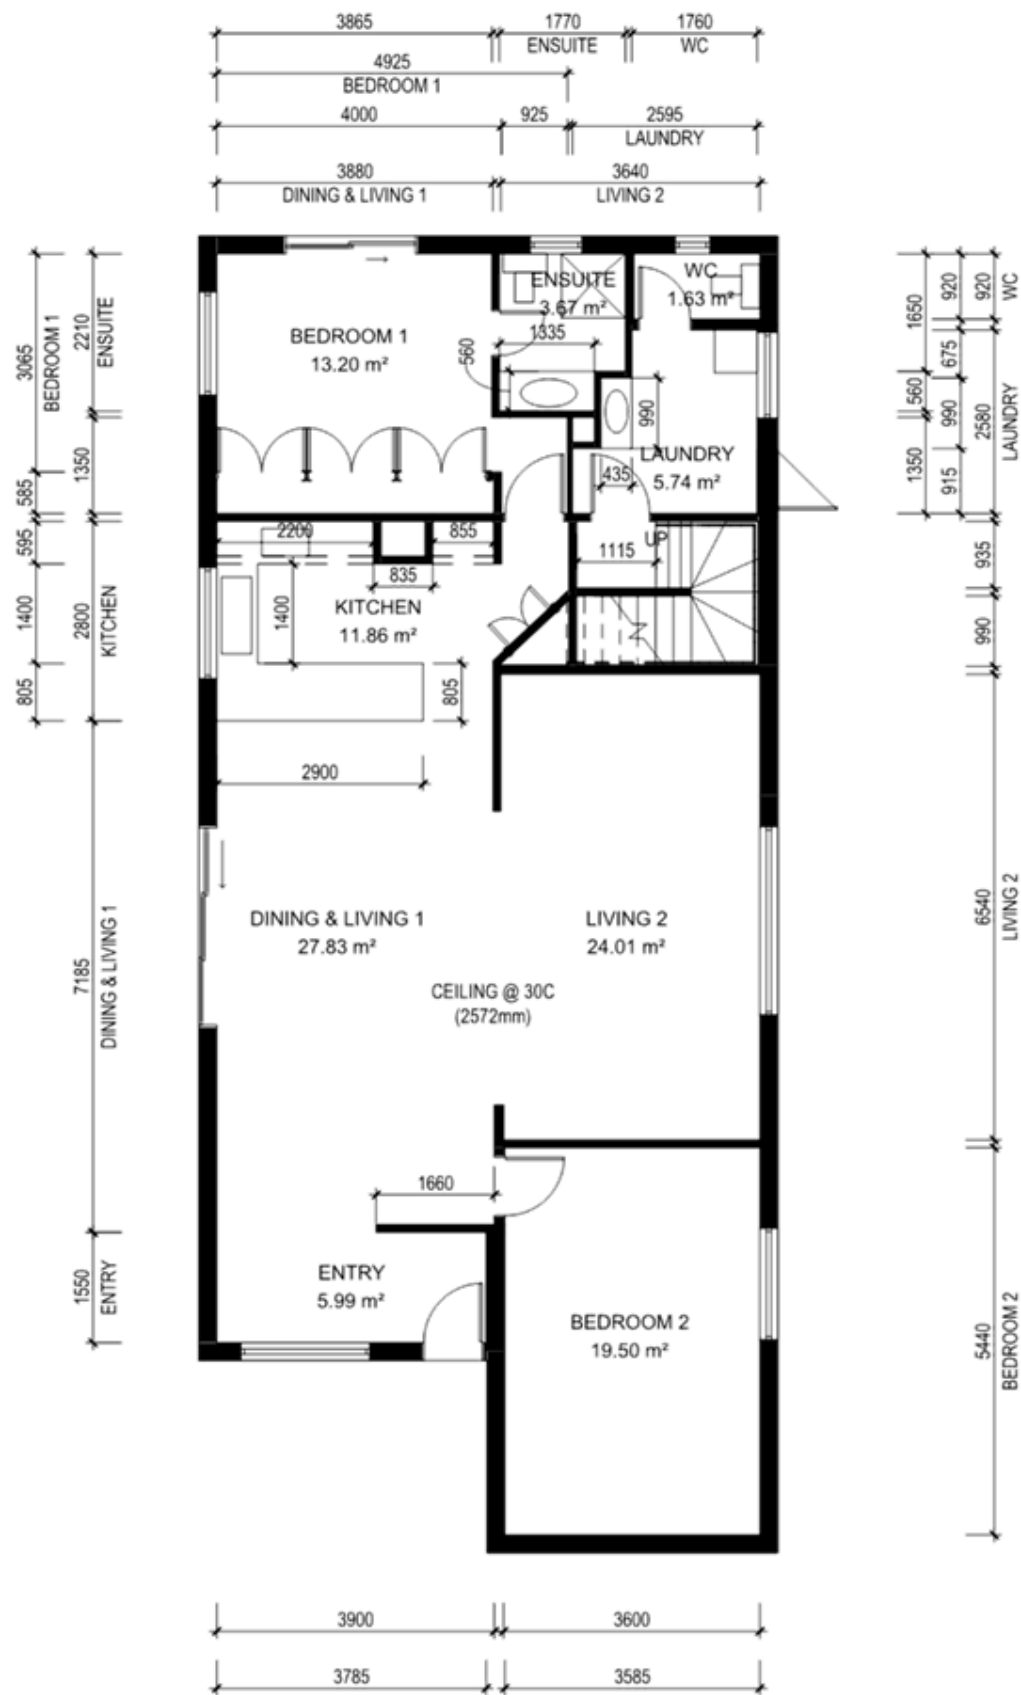 3865
1770
1760
ENSUITE
WC
4925
BEDROOM 1
4000
925
2595
LAUNDRY
3880
3640
DINING & LIVING 1
LIVING 2
BEDROOM 1
3065
585
595
1400
805
ENSUITE
2210
1350
KITCHEN
2800
DINING & LIVING 1
7185
ENTRY
1550
BEDROOM 1
13.20 m²
ENSUITE
3.67 m²
1335
560
WC
1.63 m²
990
LAUNDRY
5.74 m²
435
2200
855
835
1400
KITCHEN
11.86 m²
805
UP
1115
2900
DINING & LIVING 1
27.83 m²
LIVING 2
24.01 m²
CEILING @ 30C
(2572mm)
1660
ENTRY
5.99 m²
BEDROOM 2
19.50 m²
1650
560
1350
920
675
990
915
920
WC
2580
LAUNDRY
935
990
6540
LIVING 2
5440
BEDROOM 2
3900
3600
3785
3585